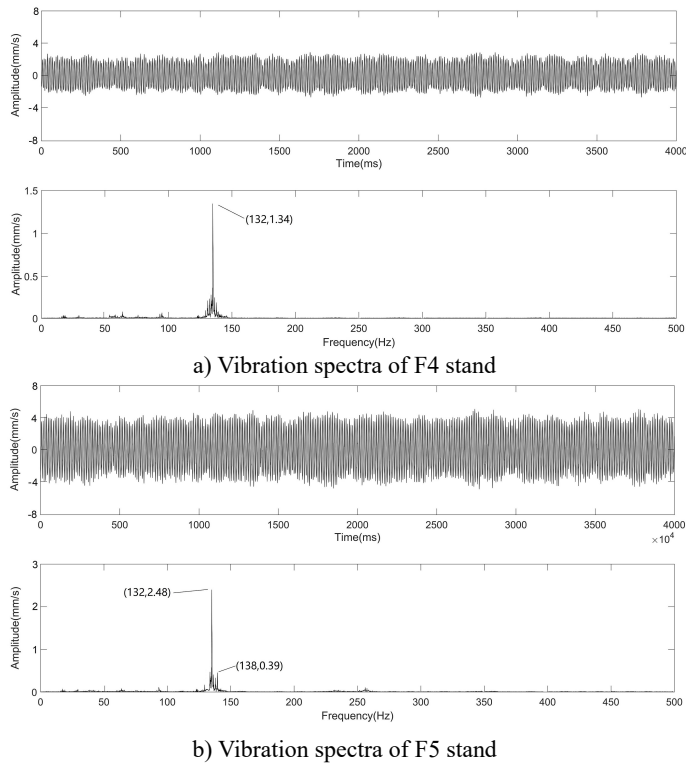 8
4
0
-4
-8
Amplitude(mm/s)
0 500 1000 1500 2000 2500 3000 3500 4000
Time(ms)
1.5
1
0.5
0
Amplitude(mm/s)
(132,1.34)
0 50 100 150 200 250 300 350 400 450 500
Frequency(Hz)
a) Vibration spectra of F4 stand
8
4
0
-4
-8
Amplitude(mm/s)
0 500 1000 1500 2000 2500 3000 3500 4000
Time(ms)
×10⁴
3
2
1
0
Amplitude(mm/s)
(132,2.48)
(138,0.39)
0 50 100 150 200 250 300 350 400 450 500
Frequency(Hz)
b) Vibration spectra of F5 stand